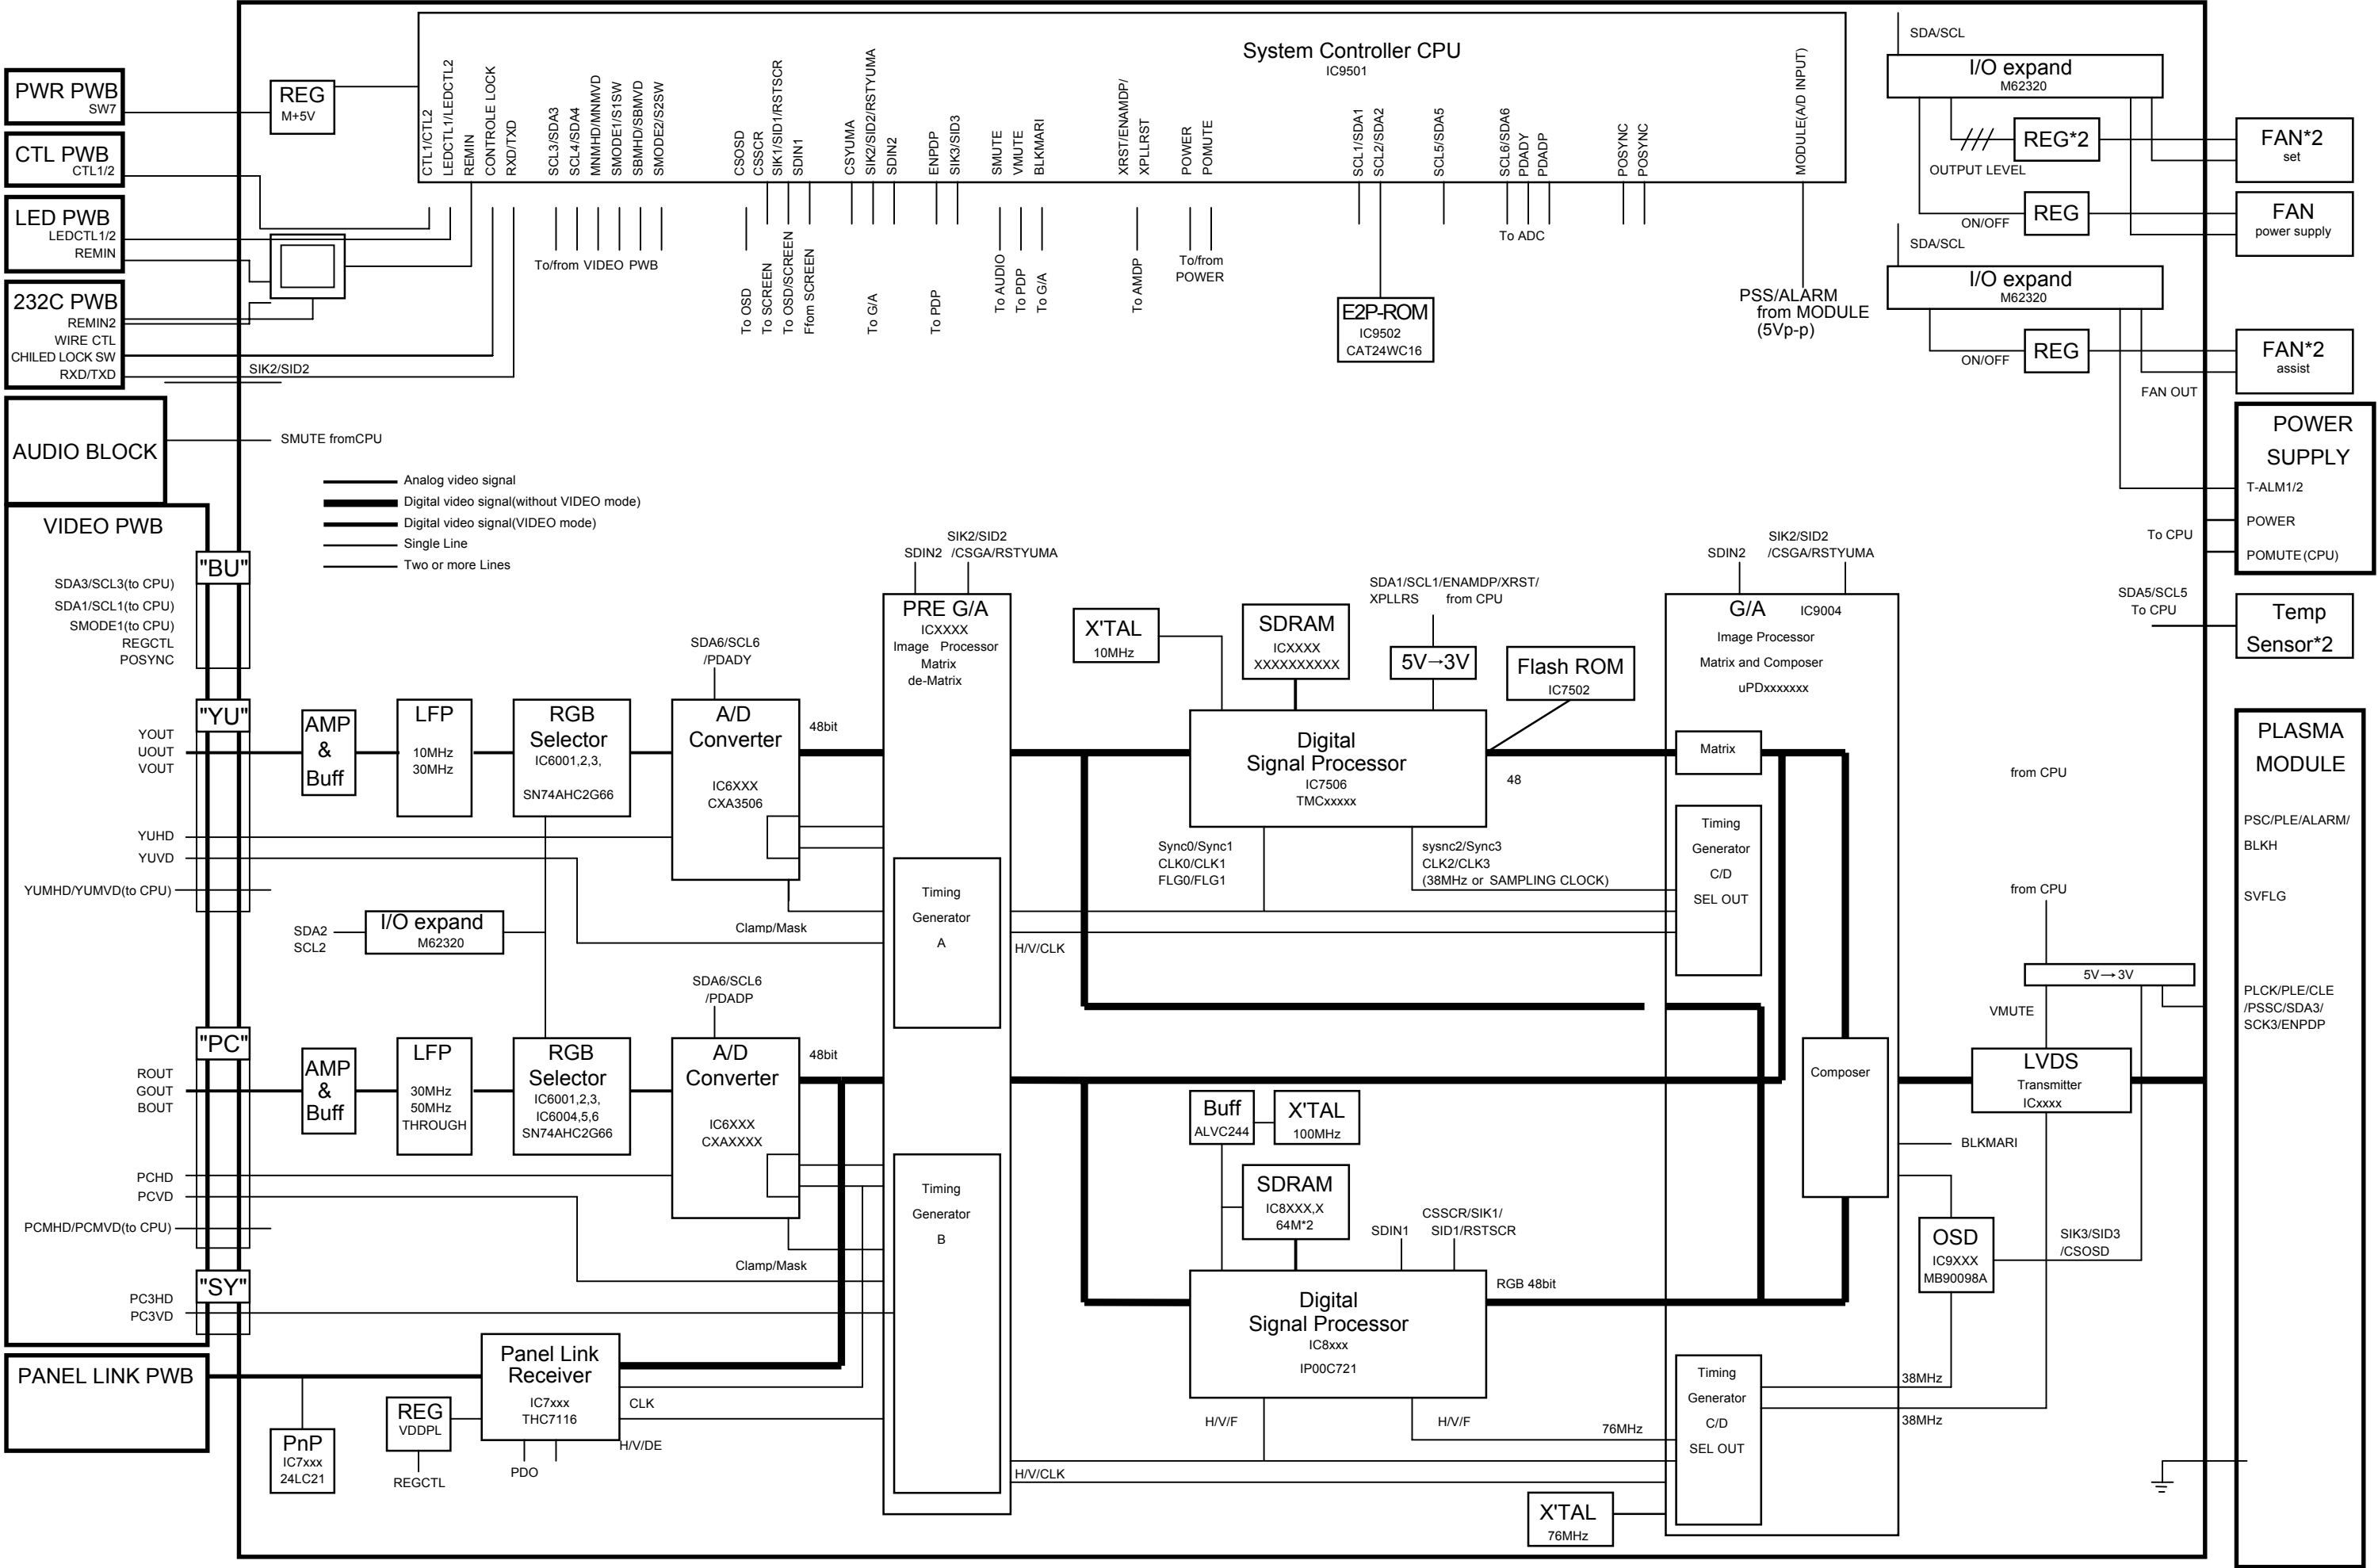 System Controller CPU
IC9501
CTL1/CTL2
LEDCTL1/LEDCTL2
REMIN
CONTROLE LOCK
RXD/TXD
SCL3/SDA3
SCL4/SDA4
MNMHD/MNMVD
SMODE1/S1SW
SBMHD/SBMVD
SMODE2/S2SW
CSOSD
CSSCR
SIK1/SID1/RSTSCR
SDIN1
CSYUMA
SIK2/SID2/RSTYUMA
SDIN2
ENPDP
SIK3/SID3
SMUTE
VMUTE
BLKMARI
XRST/ENAMDP/
XPLLRST
POWER
POMUTE
SCL1/SDA1
SCL2/SDA2
SCL5/SDA5
SCL6/SDA6
PDADY
PDADP
POSYNC
POSYNC
MODULE(A/D INPUT)
To/from VIDEO PWB
To OSD
To SCREEN
To OSD/SCREEN
Ffom SCREEN
To G/A
To PDP
To AUDIO
To PDP
To G/A
To AMDP
To/from
POWER
To ADC
E2P-ROM
IC9502
CAT24WC16
PSS/ALARM
from MODULE
(5Vp-p)
PWR PWB
SW7
REG
M+5V
CTL PWB
CTL1/2
LED PWB
LEDCTL1/2
REMIN
232C PWB
REMIN2
WIRE CTL
CHILED LOCK SW
RXD/TXD
SIK2/SID2
AUDIO BLOCK
SMUTE fromCPU
SDA/SCL
I/O expand
M62320
REG*2
OUTPUT LEVEL
FAN*2
set
REG
ON/OFF
FAN
power supply
SDA/SCL
I/O expand
M62320
REG
ON/OFF
FAN*2
assist
FAN OUT
POWER
SUPPLY
T-ALM1/2
POWER
POMUTE(CPU)
To CPU
SDA5/SCL5
To CPU
Temp
Sensor*2
Analog video signal
Digital video signal(without VIDEO mode)
Digital video signal(VIDEO mode)
Single Line
Two or more Lines
VIDEO PWB
"BU"
SDA3/SCL3(to CPU)
SDA1/SCL1(to CPU)
SMODE1(to CPU)
REGCTL
POSYNC
"YU"
YOUT
UOUT
VOUT
YUHD
YUVD
YUMHD/YUMVD(to CPU)
AMP
&
Buff
LFP
10MHz
30MHz
RGB
Selector
IC6001,2,3,
SN74AHC2G66
SDA6/SCL6
/PDADY
A/D
Converter
IC6XXX
CXA3506
48bit
Clamp/Mask
SDA2
SCL2
I/O expand
M62320
"PC"
ROUT
GOUT
BOUT
PCHD
PCVD
PCMHD/PCMVD(to CPU)
AMP
&
Buff
LFP
30MHz
50MHz
THROUGH
RGB
Selector
IC6001,2,3,
IC6004,5,6
SN74AHC2G66
SDA6/SCL6
/PDADP
A/D
Converter
IC6XXX
CXAXXXX
48bit
Clamp/Mask
"SY"
PC3HD
PC3VD
PANEL LINK PWB
Panel Link
Receiver
IC7xxx
THC7116
CLK
H/V/DE
PDO
REG
VDDPL
REGCTL
PnP
IC7xxx
24LC21
SIK2/SID2
SDIN2 /CSGA/RSTYUMA
PRE G/A
ICXXXX
Image Processor
Matrix
de-Matrix
Timing
Generator
A
H/V/CLK
Timing
Generator
B
H/V/CLK
X'TAL
10MHz
SDRAM
ICXXXX
XXXXXXXXXX
SDA1/SCL1/ENAMDP/XRST/
XPLLRS from CPU
5V→3V
Flash ROM
IC7502
Digital
Signal Processor
IC7506
TMCxxxxx
48
Sync0/Sync1
CLK0/CLK1
FLG0/FLG1
sysnc2/Sync3
CLK2/CLK3
(38MHz or SAMPLING CLOCK)
Buff
ALVC244
X'TAL
100MHz
SDRAM
IC8XXX,X
64M*2
SDIN1
CSSCR/SIK1/
SID1/RSTSCR
Digital
Signal Processor
IC8xxx
IP00C721
RGB 48bit
H/V/F
H/V/F
76MHz
X'TAL
76MHz
SIK2/SID2
SDIN2 /CSGA/RSTYUMA
G/A IC9004
Image Processor
Matrix and Composer
uPDxxxxxxx
Matrix
Timing
Generator
C/D
SEL OUT
Composer
Timing
Generator
C/D
SEL OUT
38MHz
38MHz
BLKMARI
OSD
IC9XXX
MB90098A
SIK3/SID3
/CSOSD
from CPU
from CPU
5V→3V
VMUTE
LVDS
Transmitter
ICxxxx
PLASMA
MODULE
PSC/PLE/ALARM/
BLKH
SVFLG
PLCK/PLE/CLE
/PSSC/SDA3/
SCK3/ENPDP